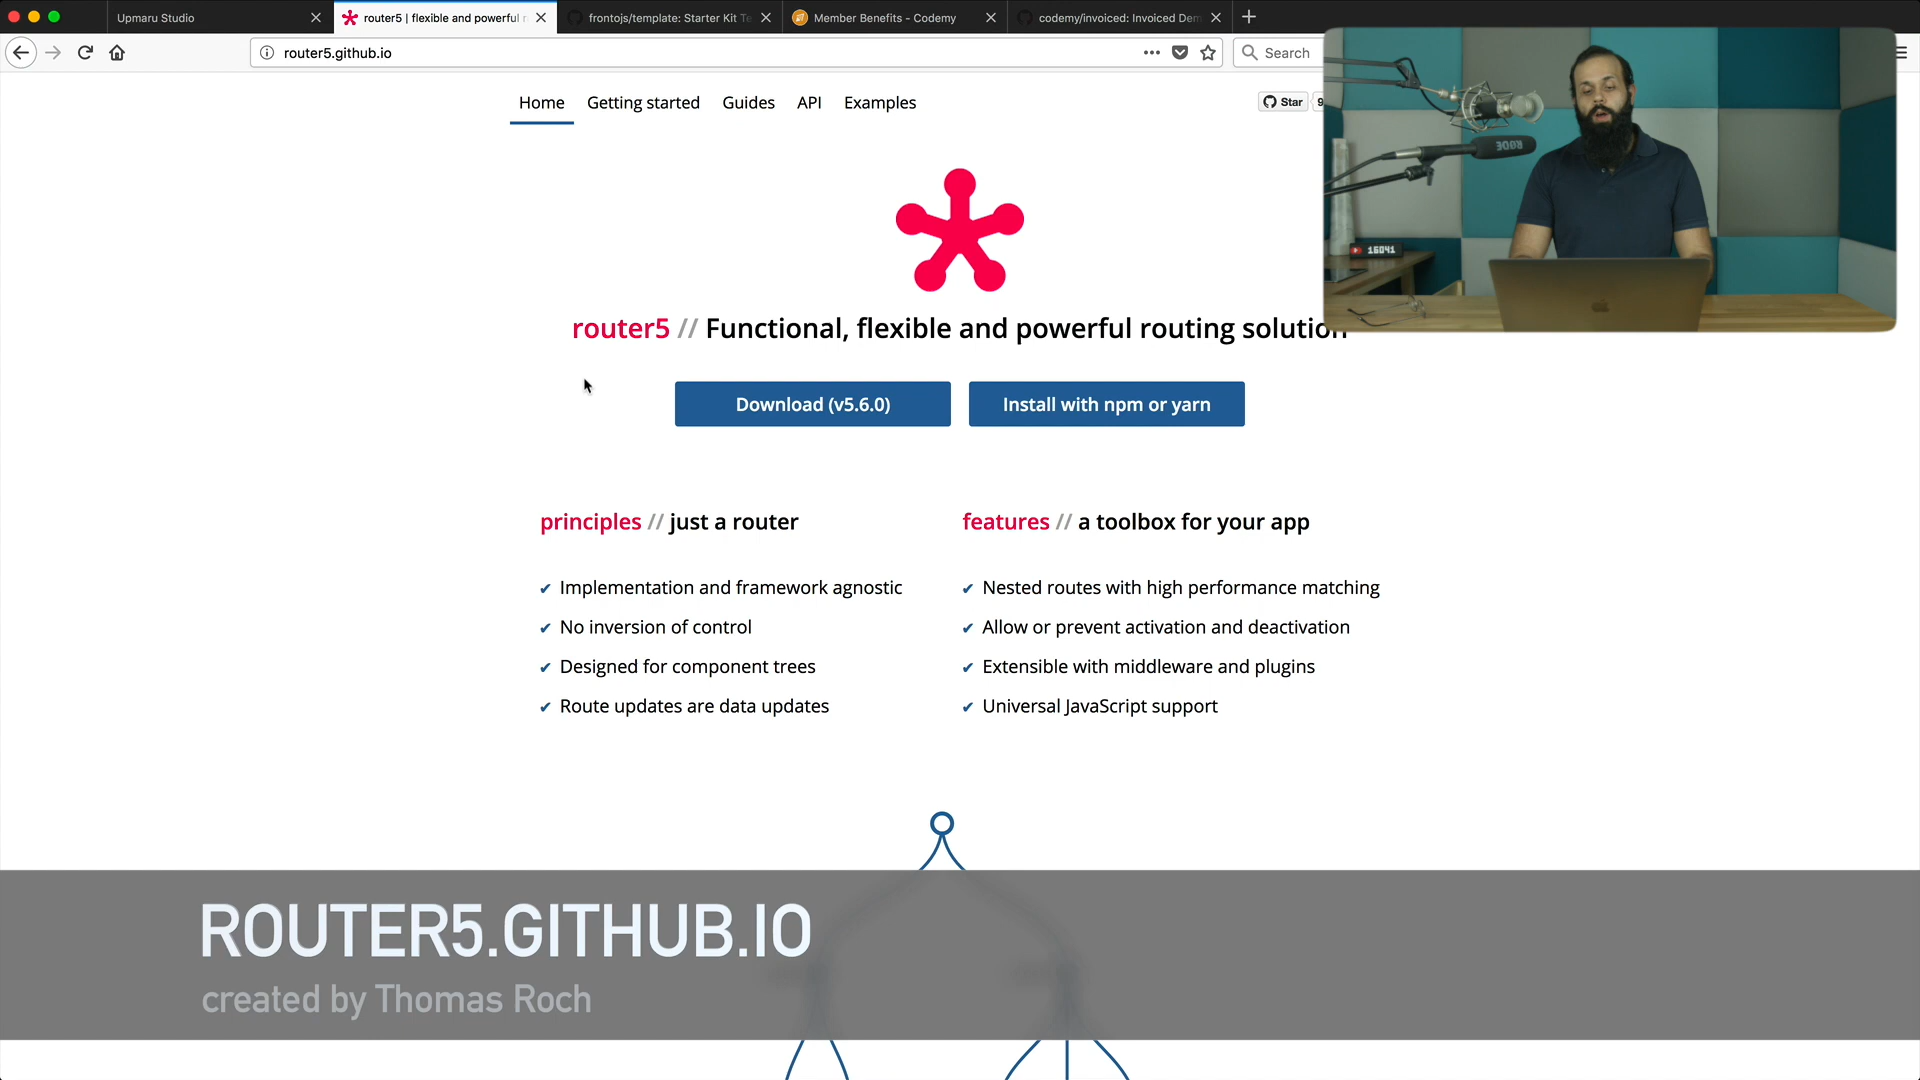 Upmaru Studio
router5 | flexible and powerful r
frontojs/template: Starter Kit Te
Member Benefits - Codemy
codemy/invoiced: Invoiced Dem
router5.github.io
Search
Home
Getting started
Guides
API
Examples
Star
9
RØDE
16041
router5 // Functional, flexible and powerful routing solution
Download (v5.6.0)
Install with npm or yarn
principles // just a router
Implementation and framework agnostic
No inversion of control
Designed for component trees
Route updates are data updates
features // a toolbox for your app
Nested routes with high performance matching
Allow or prevent activation and deactivation
Extensible with middleware and plugins
Universal JavaScript support
ROUTER5.GITHUB.IO
created by Thomas Roch